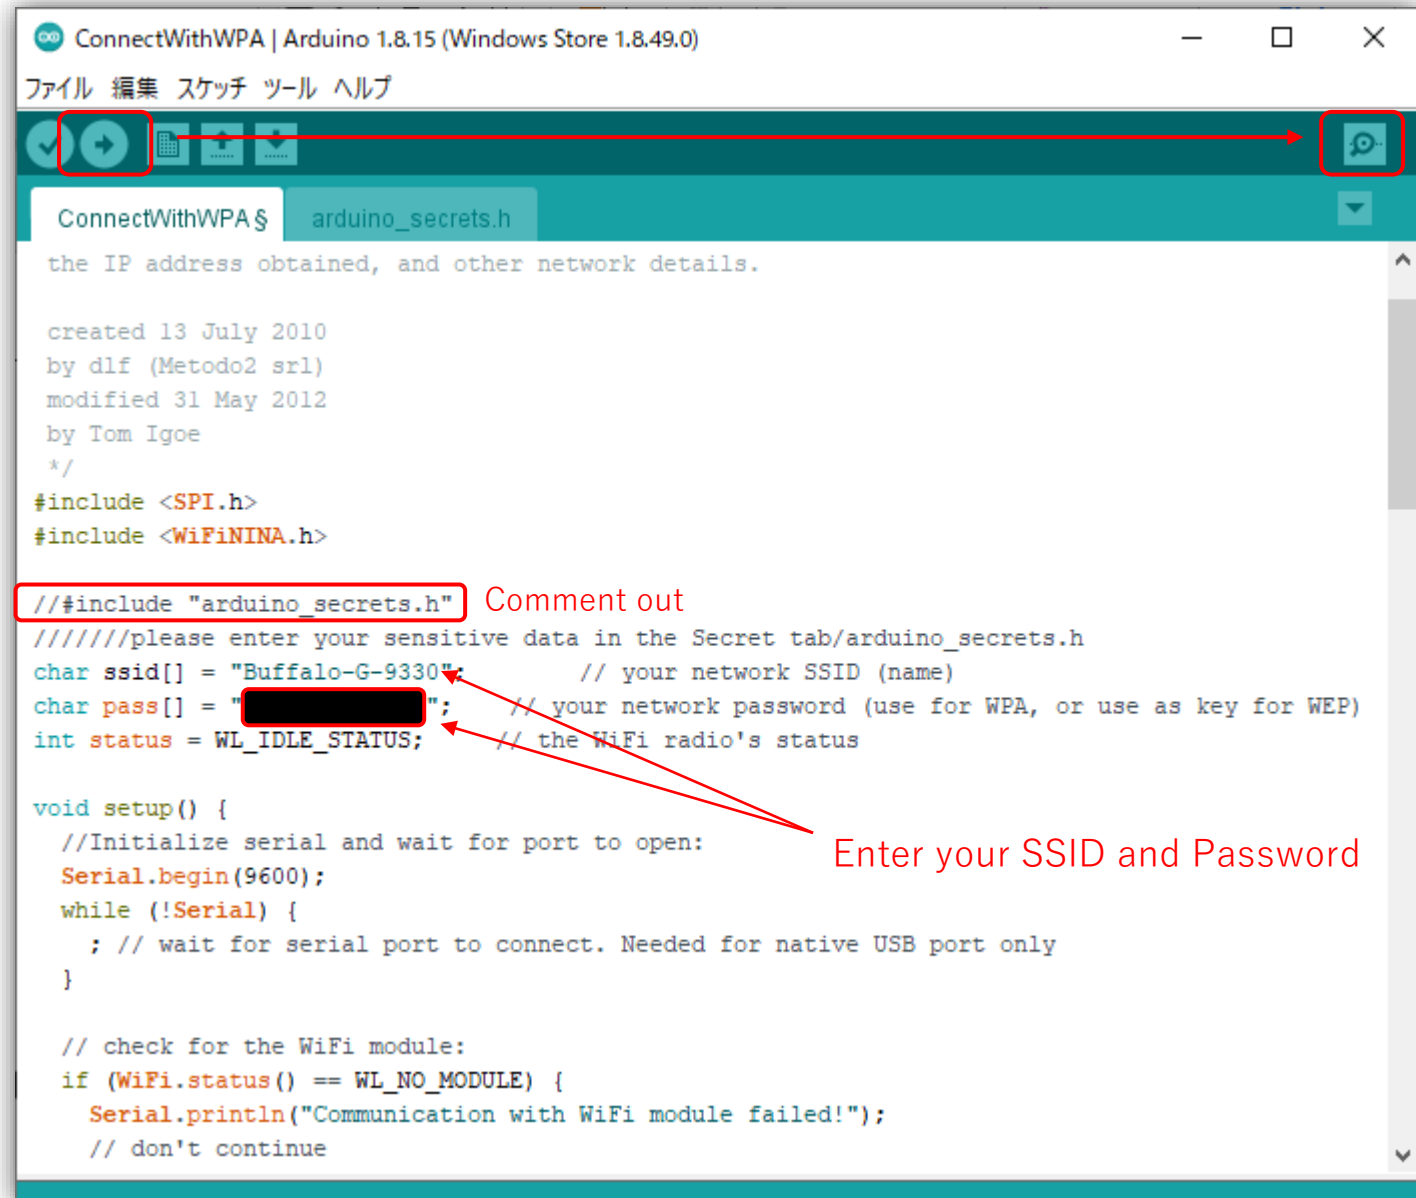 ConnectWithWPA | Arduino 1.8.15 (Windows Store 1.8.49.0)
ファイル 編集 スケッチ ツール ヘルプ
ConnectWithWPA § arduino_secrets.h
the IP address obtained, and other network details.
created 13 July 2010
by dlf (Metodo2 srl)
modified 31 May 2012
by Tom Igoe
*/
#include <SPI.h>
#include <WiFiNINA.h>
//#include "arduino_secrets.h" Comment out
///////please enter your sensitive data in the Secret tab/arduino_secrets.h
char ssid[] = "Buffalo-G-9330"; // your network SSID (name)
char pass[] = " "; // your network password (use for WPA, or use as key for WEP)
int status = WL_IDLE_STATUS; // the WiFi radio's status
void setup() {
//Initialize serial and wait for port to open:
Enter your SSID and Password
Serial.begin(9600);
while (!Serial) {
; // wait for serial port to connect. Needed for native USB port only
}
// check for the WiFi module:
if (WiFi.status() == WL_NO_MODULE) {
Serial.println("Communication with WiFi module failed!");
// don't continue